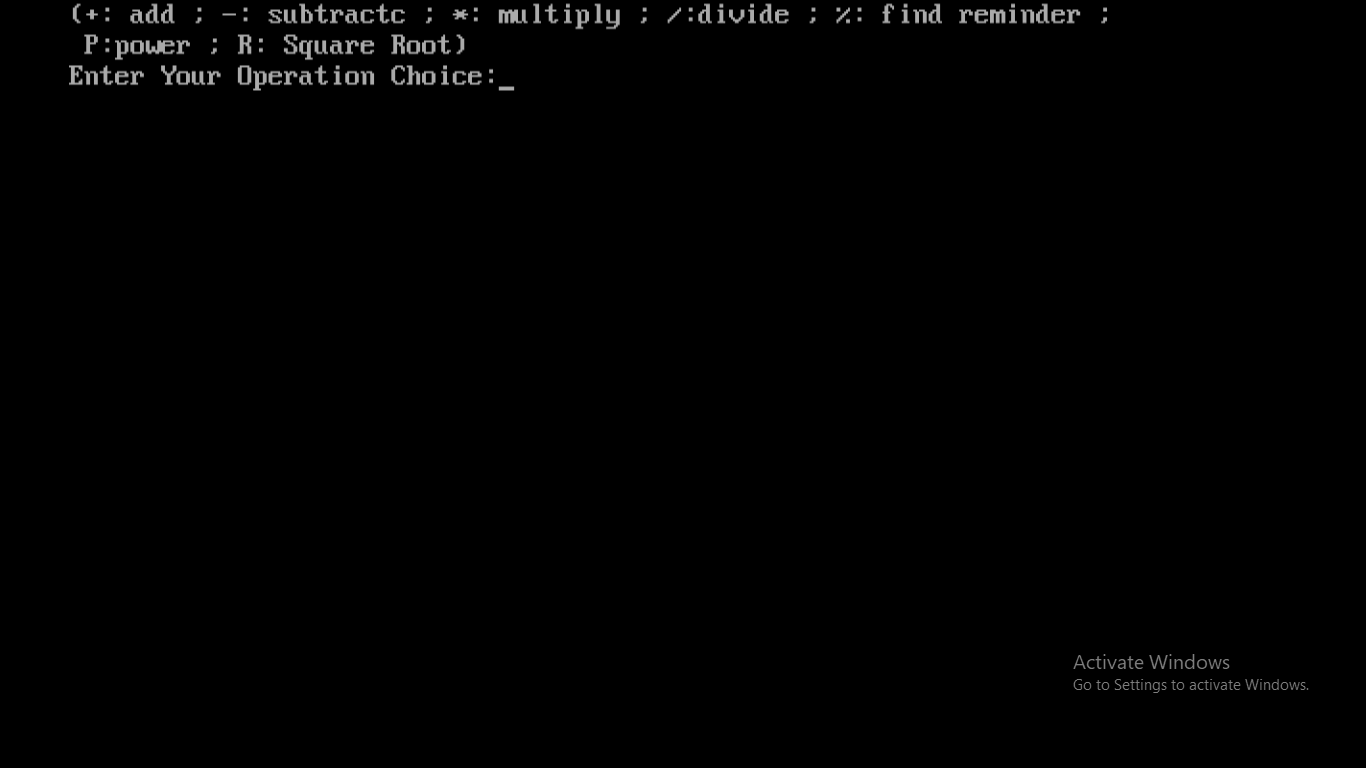 (+: add ; -: subtractc ; *: multiply ; /:divide ; %: find reminder ;
P:power ; R: Square Root)
Enter Your Operation Choice:_
Activate Windows
Go to Settings to activate Windows.